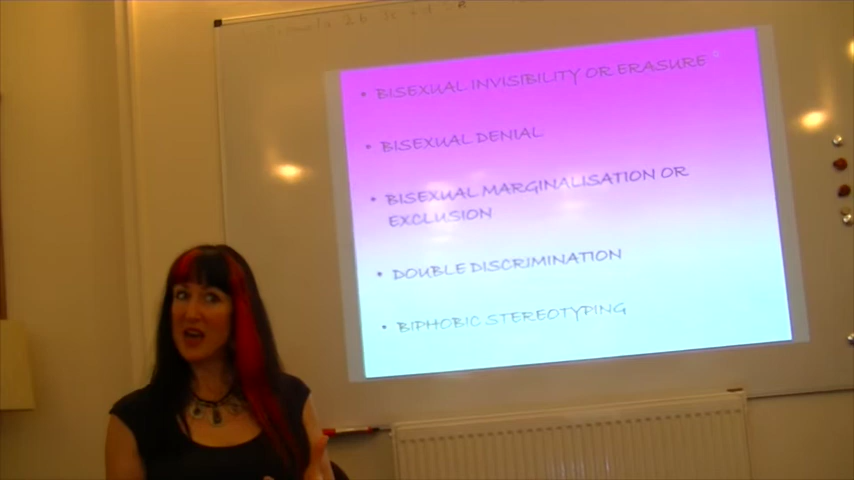 • BISEXUAL INVISIBILITY OR ERASURE
• BISEXUAL DENIAL
• BISEXUAL MARGINALISATION OR
EXCLUSION
• DOUBLE DISCRIMINATION
• BIPHOBIC STEREOTYPING